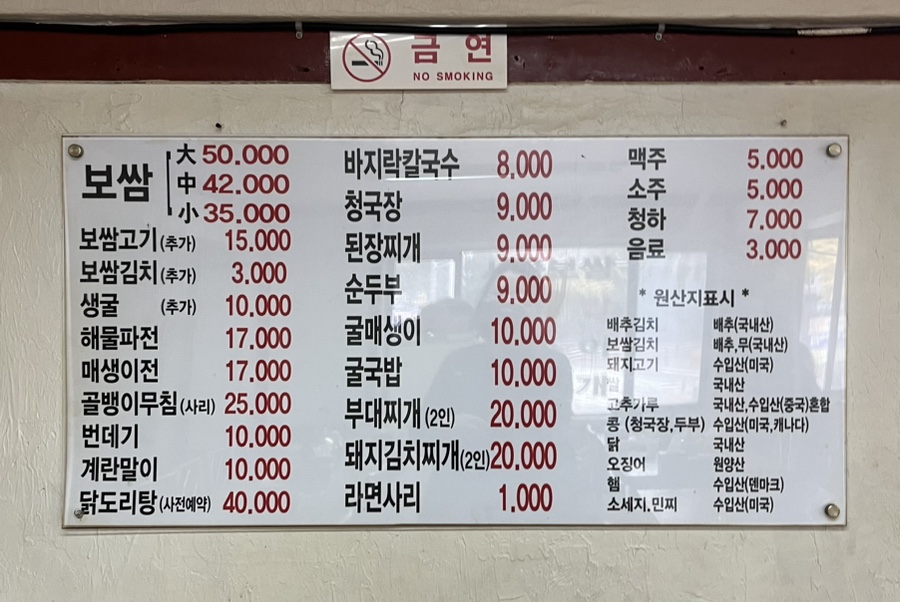 금 연
NO SMOKING
보쌈
大 50.000
中 42.000
小 35.000
보쌈고기(추가) 15.000
보쌈김치(추가) 3.000
생굴 (추가) 10.000
해물파전 17.000
매생이전 17.000
골뱅이무침(사리) 25.000
번데기 10.000
계란말이 10.000
닭도리탕(사전예약) 40.000
바지락칼국수 8.000
청국장 9.000
된장찌개 9.000
순두부 9.000
굴매생이 10.000
굴국밥 10.000
부대찌개(2인) 20.000
돼지김치찌개(2인) 20.000
라면사리 1.000
맥주 5.000
소주 5.000
청하 7.000
음료 3.000
* 원산지표시 *
배추김치 배추(국내산)
보쌈김치 배추,무(국내산)
돼지고기 수입산(미국)
쌀 국내산
고추가루 국내산,수입산(중국)혼합
콩 (청국장,두부) 수입산(미국,캐나다)
닭 국내산
오징어 원양산
햄 수입산(덴마크)
소세지.민찌 수입산(미국)